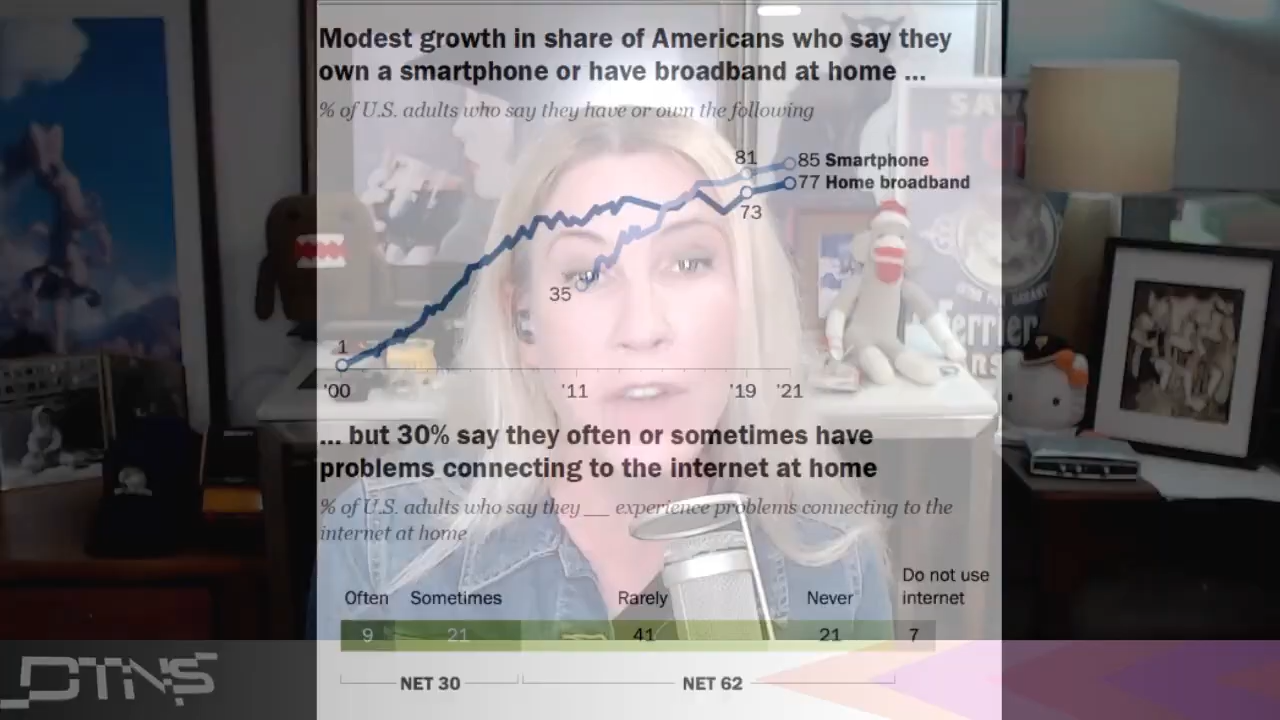 Modest growth in share of Americans who say they
own a smartphone or have broadband at home ...
% of U.S. adults who say they have or own the following
81
85 Smartphone
77 Home broadband
73
35
1
'00 '11 '19 '21
... but 30% say they often or sometimes have
problems connecting to the internet at home
% of U.S. adults who say they __ experience problems connecting to the
internet at home
Often Sometimes Rarely Never Do not use
internet
9 21 41 21 7
NET 30 NET 62
DTNS